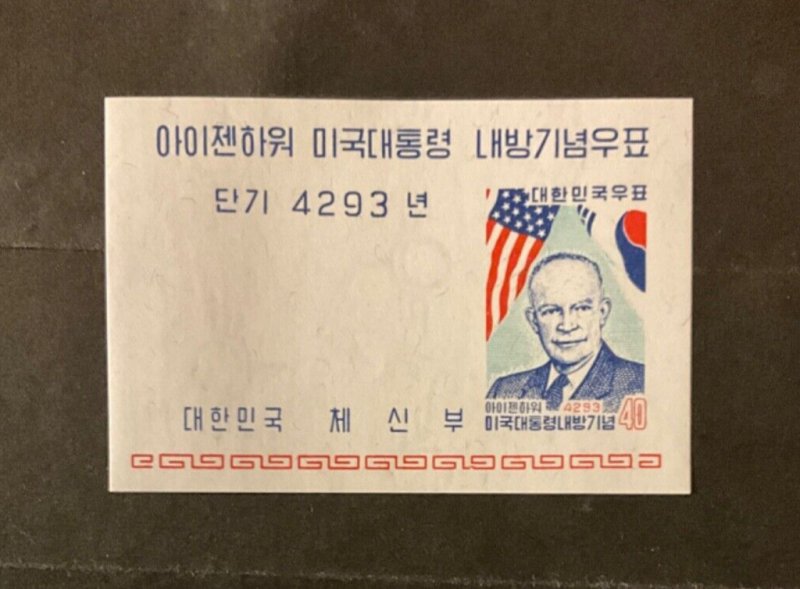 아이젠하워 미국대통령 내방기념우표
단기 4293 년
대한민국우표
아이젠하워 4293
미국대통령내방기념 40
대한민국 체신부